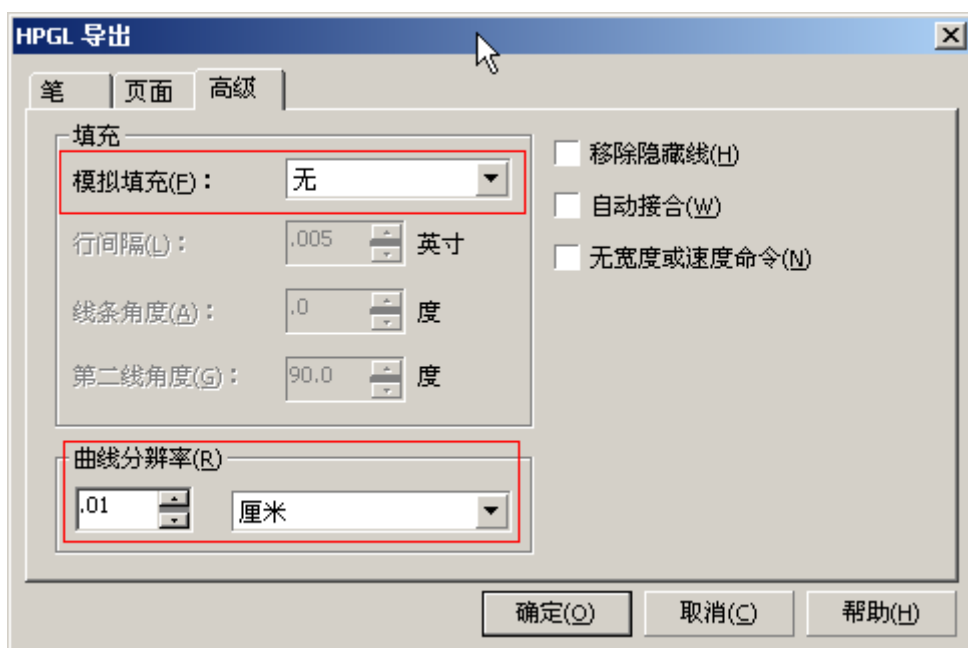 HPGL 导出
笔 页面 高级
填充
模拟填充(F)： 无
行间隔(L)： .005 英寸
线条角度(A)： .0 度
第二线角度(G)： 90.0 度
移除隐藏线(H)
自动接合(W)
无宽度或速度命令(N)
曲线分辨率(R)
.01 厘米
确定(O) 取消(C) 帮助(H)